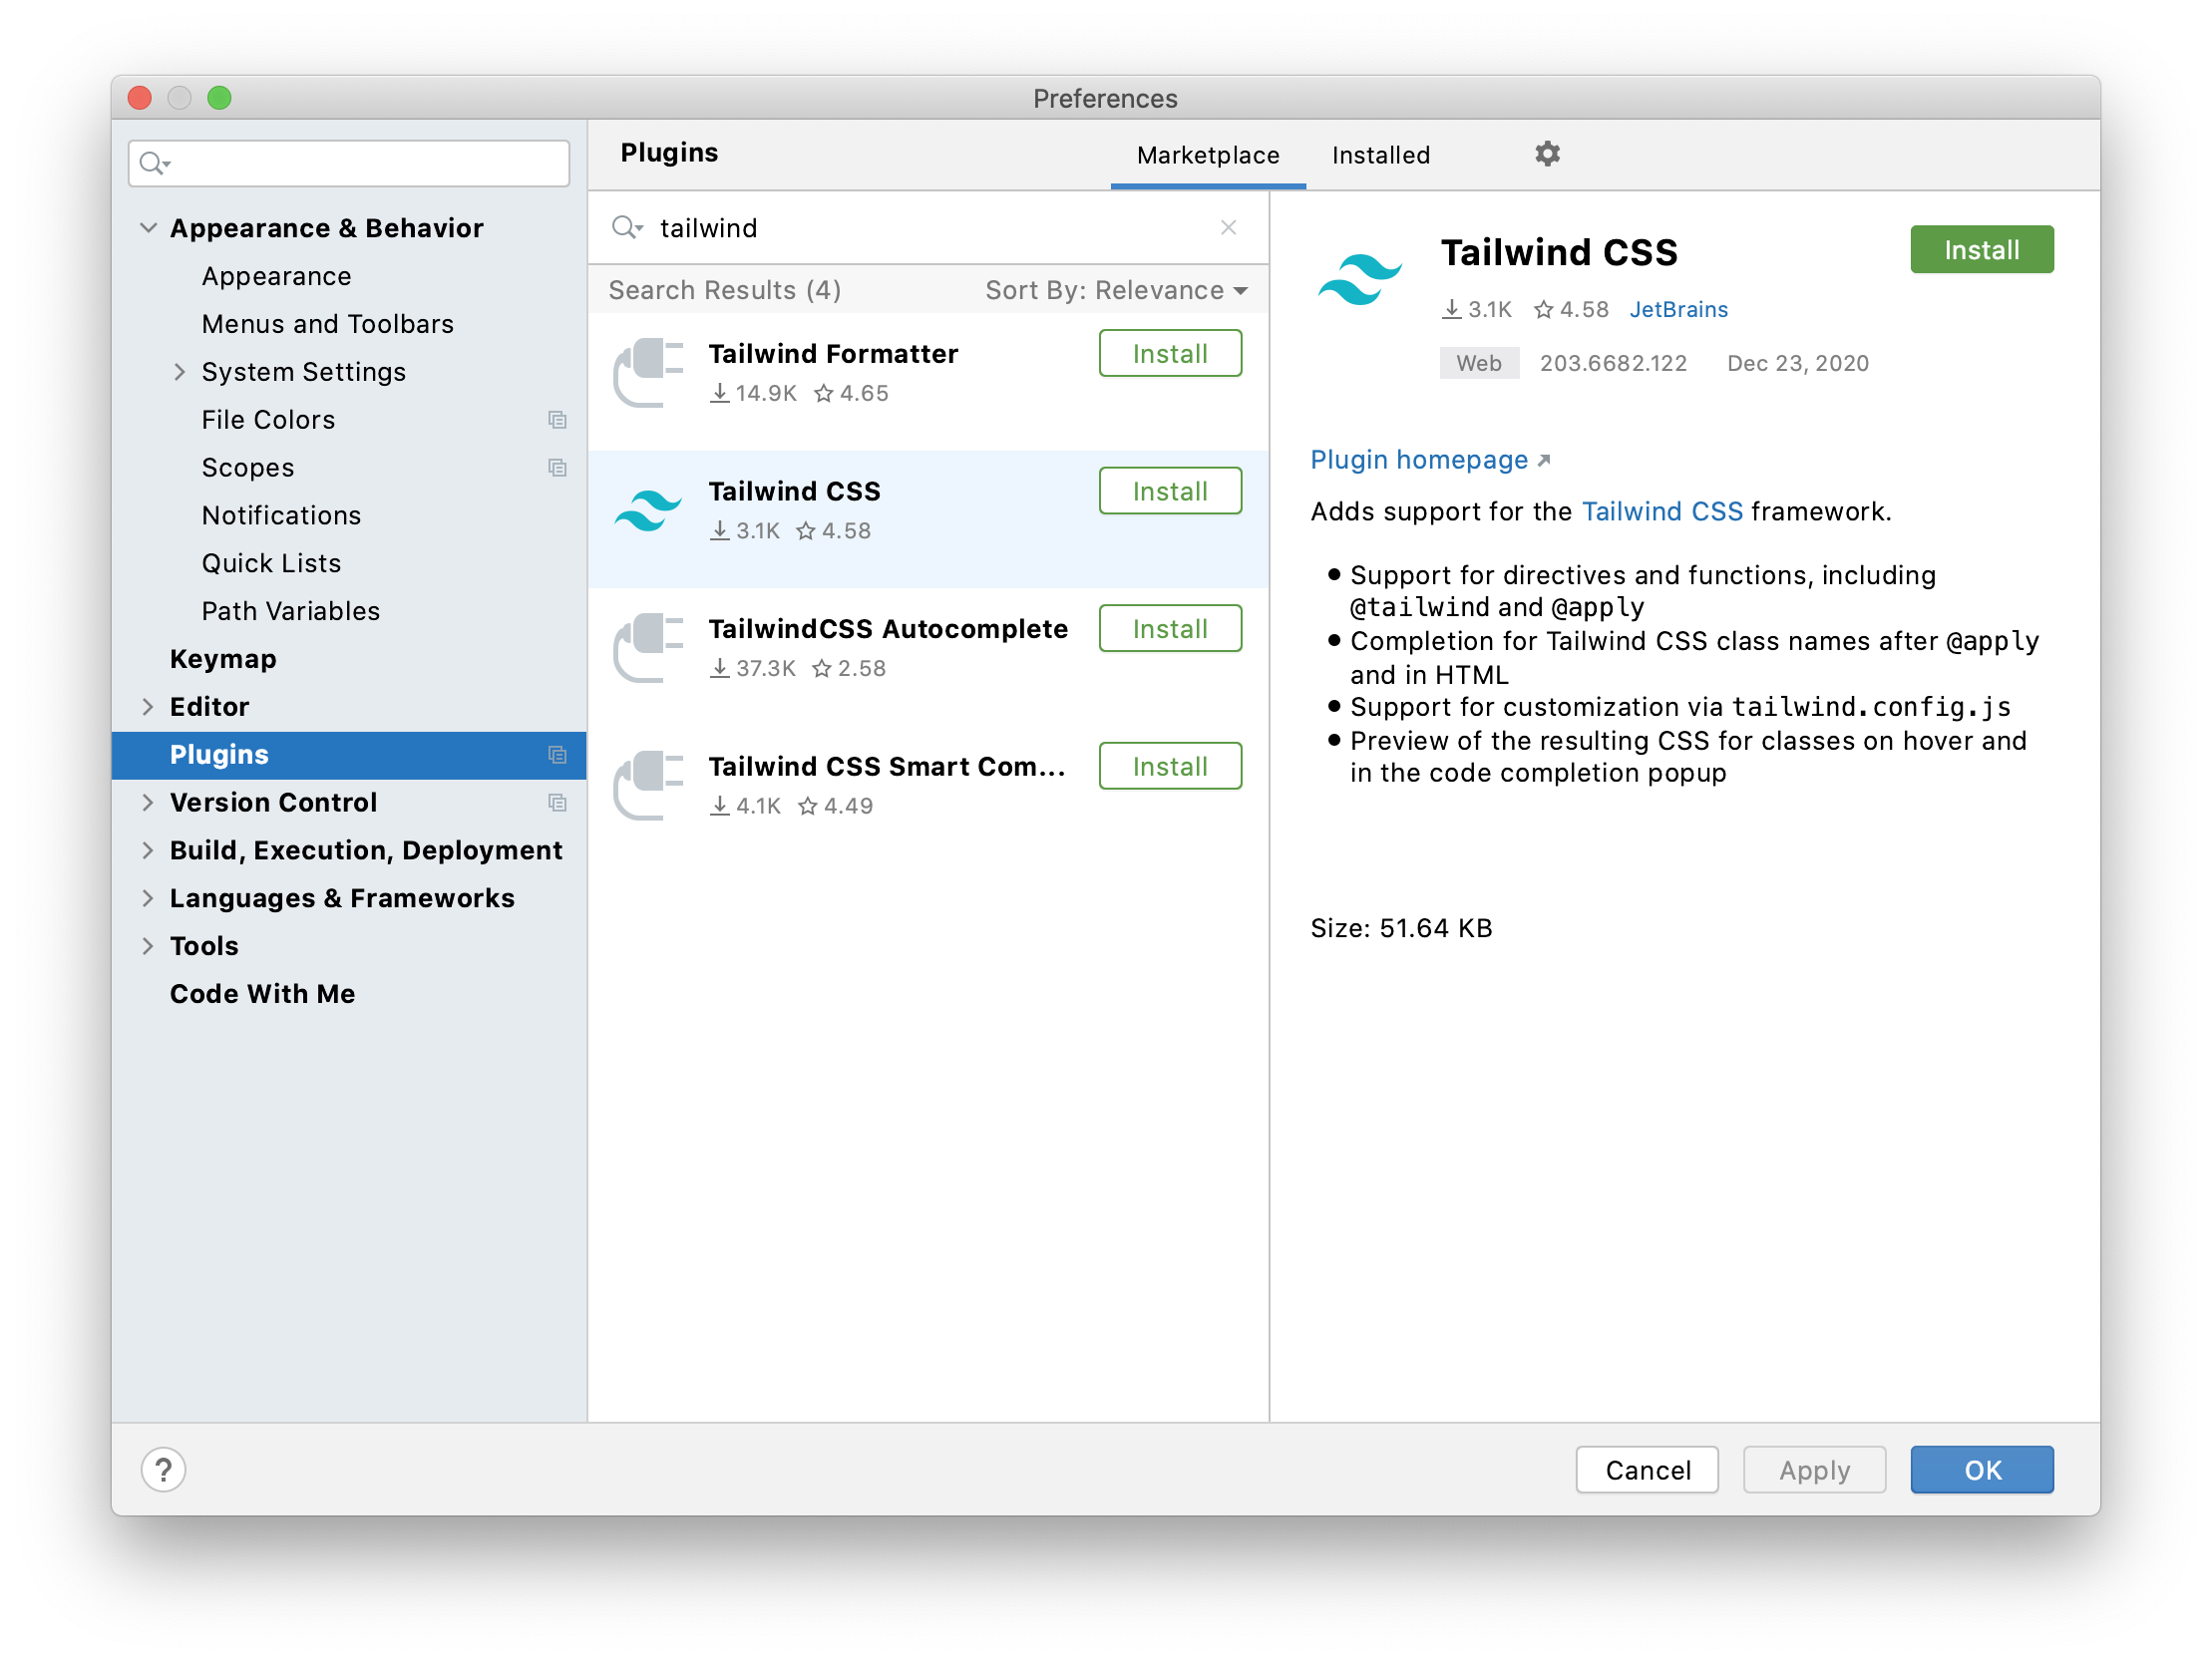 Preferences
Appearance & Behavior
Appearance
Menus and Toolbars
System Settings
File Colors
Scopes
Notifications
Quick Lists
Path Variables
Keymap
Editor
Plugins
Version Control
Build, Execution, Deployment
Languages & Frameworks
Tools
Code With Me
Plugins
Marketplace
Installed
tailwind
Search Results (4)
Sort By: Relevance
Tailwind Formatter
Install
14.9K 4.65
Tailwind CSS
Install
3.1K 4.58
TailwindCSS Autocomplete
Install
37.3K 2.58
Tailwind CSS Smart Com...
Install
4.1K 4.49
Tailwind CSS
Install
3.1K 4.58 JetBrains
Web 203.6682.122 Dec 23, 2020
Plugin homepage
Adds support for the Tailwind CSS framework.
Support for directives and functions, including
@tailwind and @apply
Completion for Tailwind CSS class names after @apply
and in HTML
Support for customization via tailwind.config.js
Preview of the resulting CSS for classes on hover and
in the code completion popup
Size: 51.64 KB
?
Cancel
Apply
OK